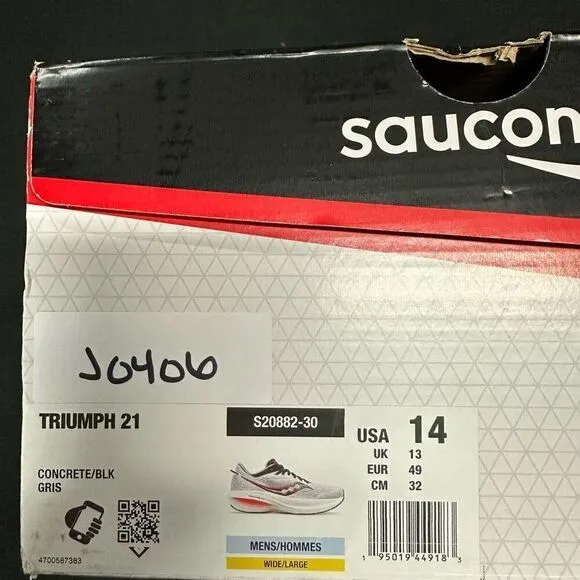 saucon
J0406
TRIUMPH 21
S20882-30
USA 14
UK 13
EUR 49
CM 32
CONCRETE/BLK
GRIS
MENS/HOMMES
WIDE/LARGE
4700587383
1 95019 44918 3